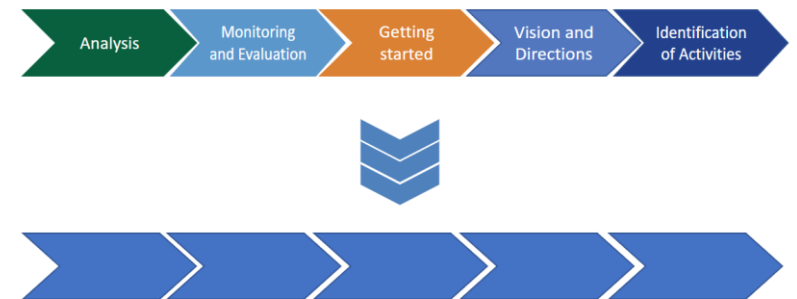 Analysis
Monitoring
and Evaluation
Getting
started
Vision and
Directions
Identification
of Activities